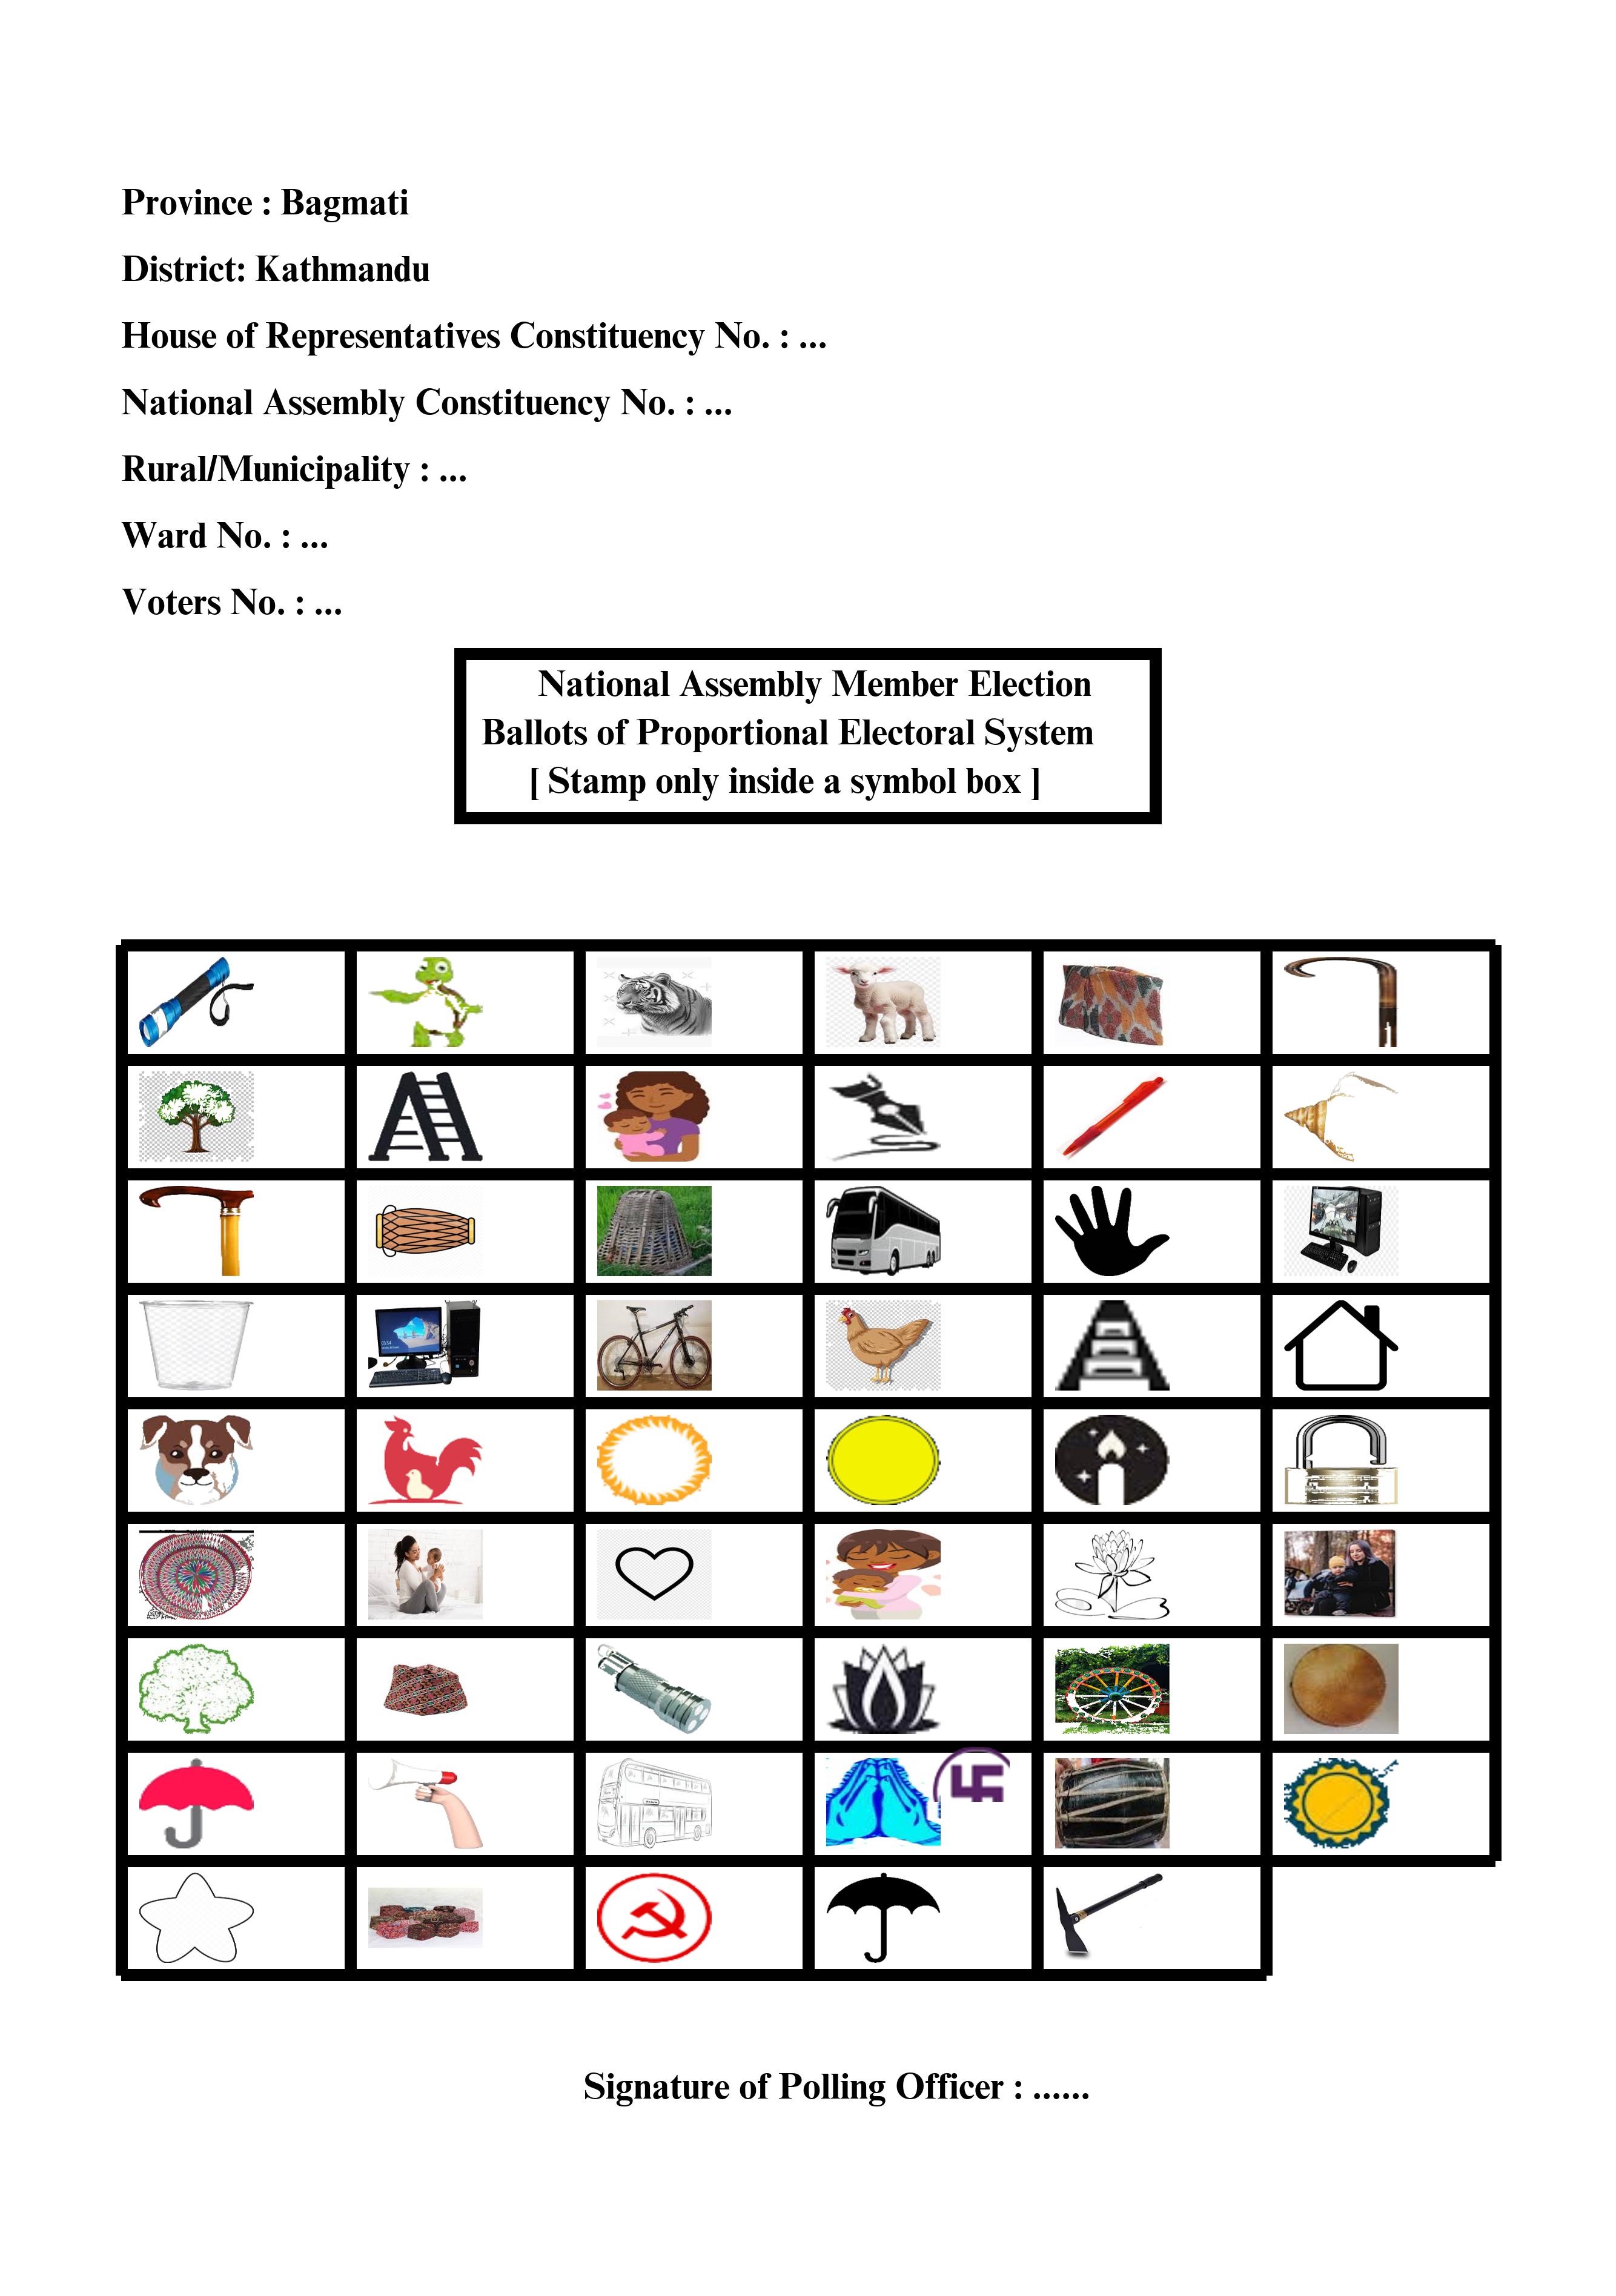 Province : Bagmati
District: Kathmandu
House of Representatives Constituency No. : ...
National Assembly Constituency No. : ...
Rural/Municipality : ...
Ward No. : ...
Voters No. : ...
National Assembly Member Election
Ballots of Proportional Electoral System
[ Stamp only inside a symbol box ]
Signature of Polling Officer : ......